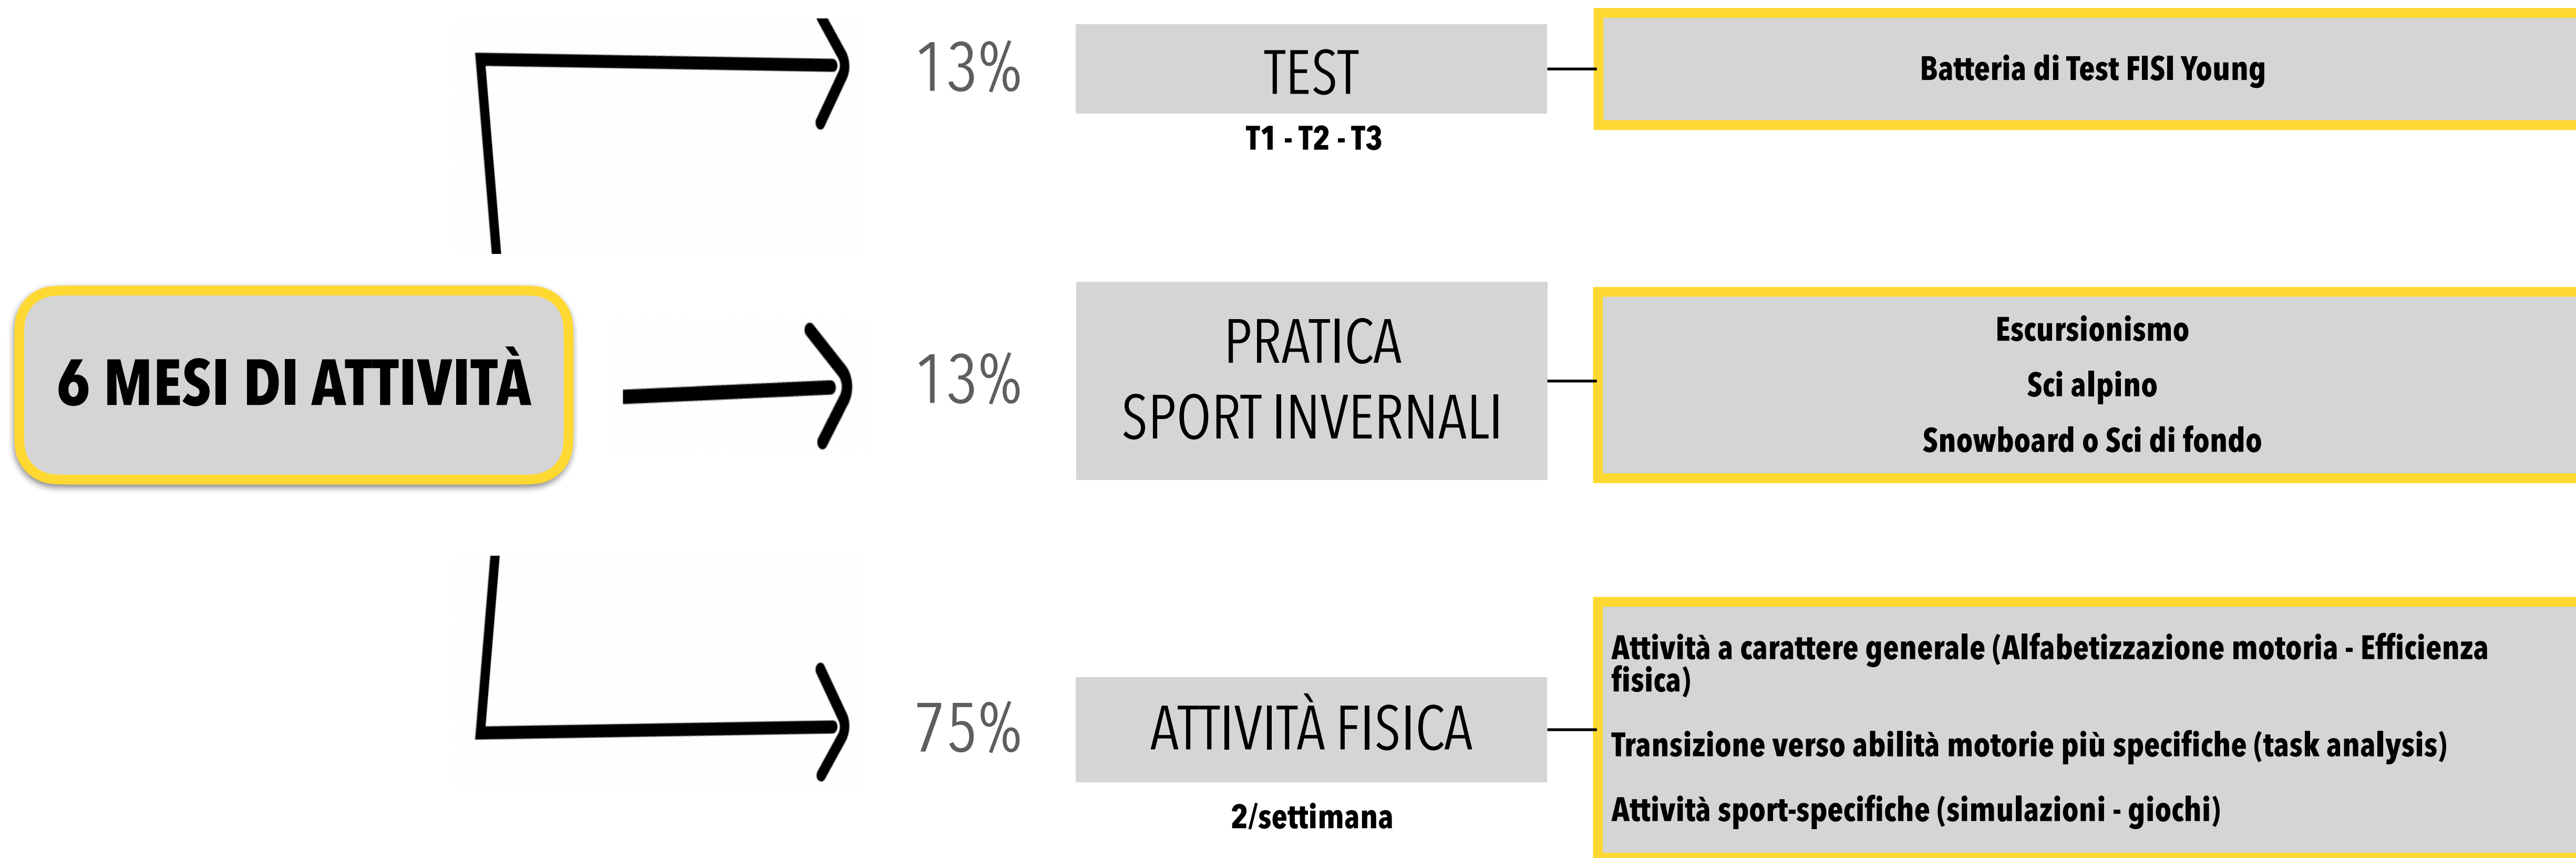 13%
TEST
T1 - T2 - T3
Batteria di Test FISI Young
6 MESI DI ATTIVITÀ
13%
PRATICA
SPORT INVERNALI
Escursionismo
Sci alpino
Snowboard o Sci di fondo
75%
ATTIVITÀ FISICA
2/settimana
Attività a carattere generale (Alfabetizzazione motoria - Efficienza
fisica)
Transizione verso abilità motorie più specifiche (task analysis)
Attività sport-specifiche (simulazioni - giochi)